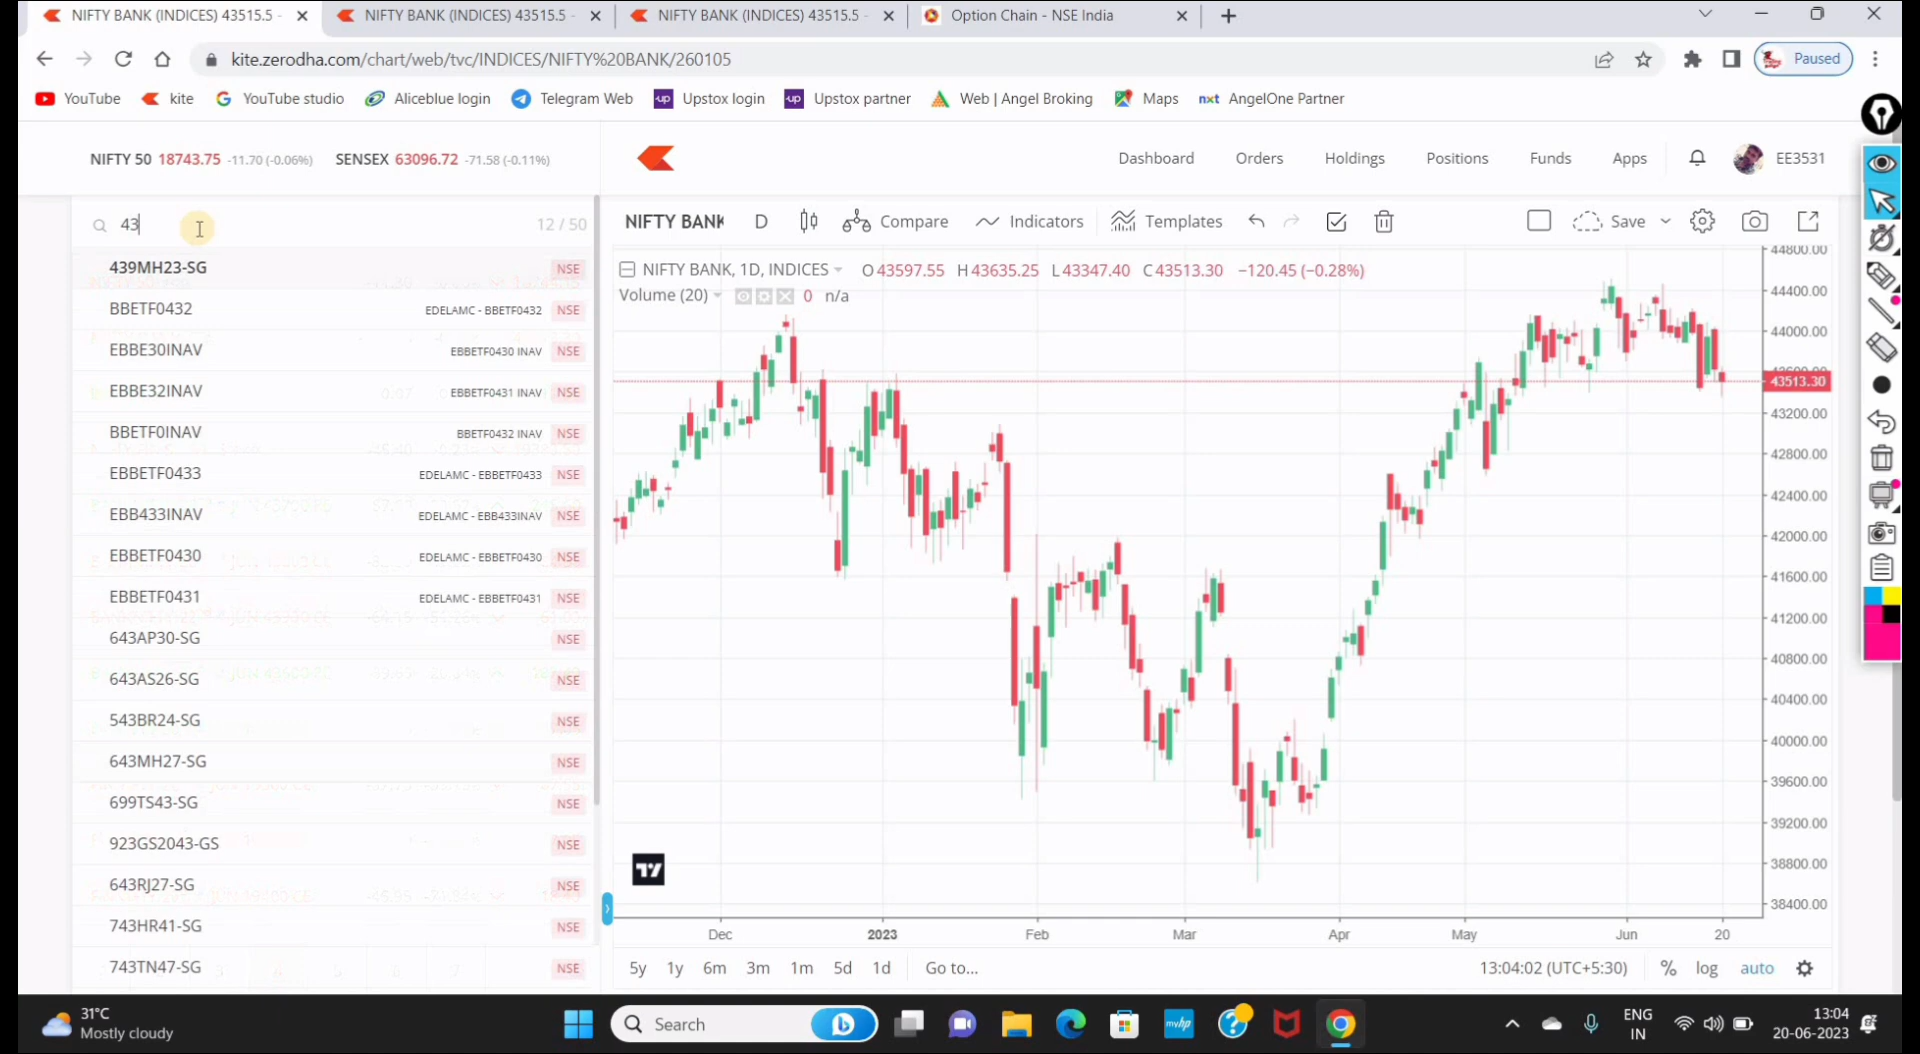 NIFTY BANK (INDICES) 43515.5 -
NIFTY BANK (INDICES) 43515.5 -
NIFTY BANK (INDICES) 43515.5 -
Option Chain - NSE India
kite.zerodha.com/chart/web/tvc/INDICES/NIFTY%20BANK/260105
Paused
YouTube
kite
YouTube studio
Aliceblue login
Telegram Web
Upstox login
Upstox partner
Web | Angel Broking
Maps
nxt AngelOne Partner
NIFTY 50 18743.75 -11.70 (-0.06%)
SENSEX 63096.72 -71.58 (-0.11%)
Dashboard
Orders
Holdings
Positions
Funds
Apps
EE3531
43
12 / 50
439MH23-SG NSE
BBETF0432 EDELAMC - BBETF0432 NSE
EBBE30INAV EBBETF0430 INAV NSE
EBBE32INAV EBBETF0431 INAV NSE
BBETF0INAV BBETF0432 INAV NSE
EBBETF0433 EDELAMC - EBBETF0433 NSE
EBB433INAV EDELAMC - EBB433INAV NSE
EBBETF0430 EDELAMC - EBBETF0430 NSE
EBBETF0431 EDELAMC - EBBETF0431 NSE
643AP30-SG NSE
643AS26-SG NSE
543BR24-SG NSE
643MH27-SG NSE
699TS43-SG NSE
923GS2043-GS NSE
643RJ27-SG NSE
743HR41-SG NSE
743TN47-SG NSE
NIFTY BANK
D
Compare
Indicators
Templates
Save
NIFTY BANK, 1D, INDICES O43597.55 H43635.25 L43347.40 C43513.30 −120.45 (−0.28%)
Volume (20) 0 n/a
44800.00
44400.00
44000.00
43600.00
43513.30
43200.00
42800.00
42400.00
42000.00
41600.00
41200.00
40800.00
40400.00
40000.00
39600.00
39200.00
38800.00
38400.00
Dec 2023 Feb Mar Apr May Jun 20
5y 1y 6m 3m 1m 5d 1d Go to...
13:04:02 (UTC+5:30) % log auto
31°C
Mostly cloudy
Search
mvhp
ENG
IN
13:04
20-06-2023